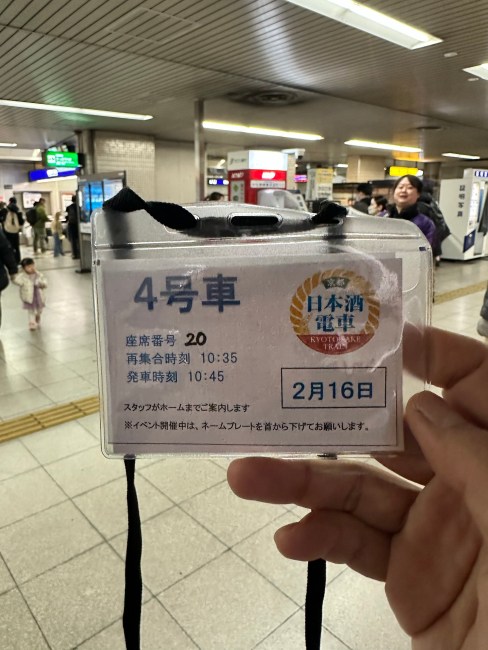 4号車
京都
日本酒
電車
KYOTO SAKE
TRAIN
座席番号 20
再集合時刻 10:35
発車時刻 10:45
2月16日
スタッフがホームまでご案内します
※イベント開催中は、ネームプレートを首から下げてお願いします。